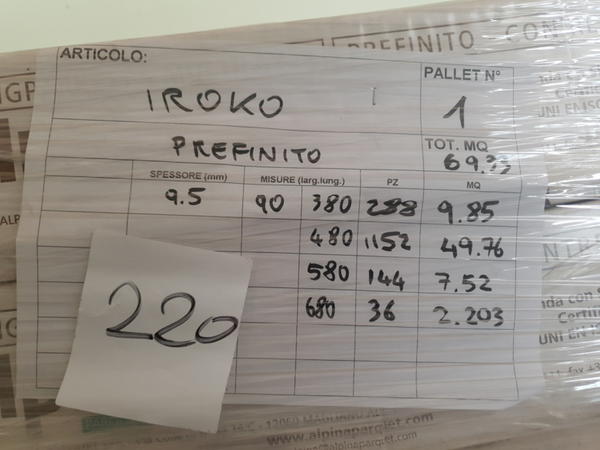 PREFINITO - CON
ARTICOLO:
PALLET N°
IROKO
1
PREFINITO
TOT. MQ
69.33
SPESSORE (mm) MISURE (larg.lung.) PZ MQ
9.5 90 380 288 9.85
480 1152 49.76
580 144 7.52
680 36 2.203
220
www.alpinaparquet.com